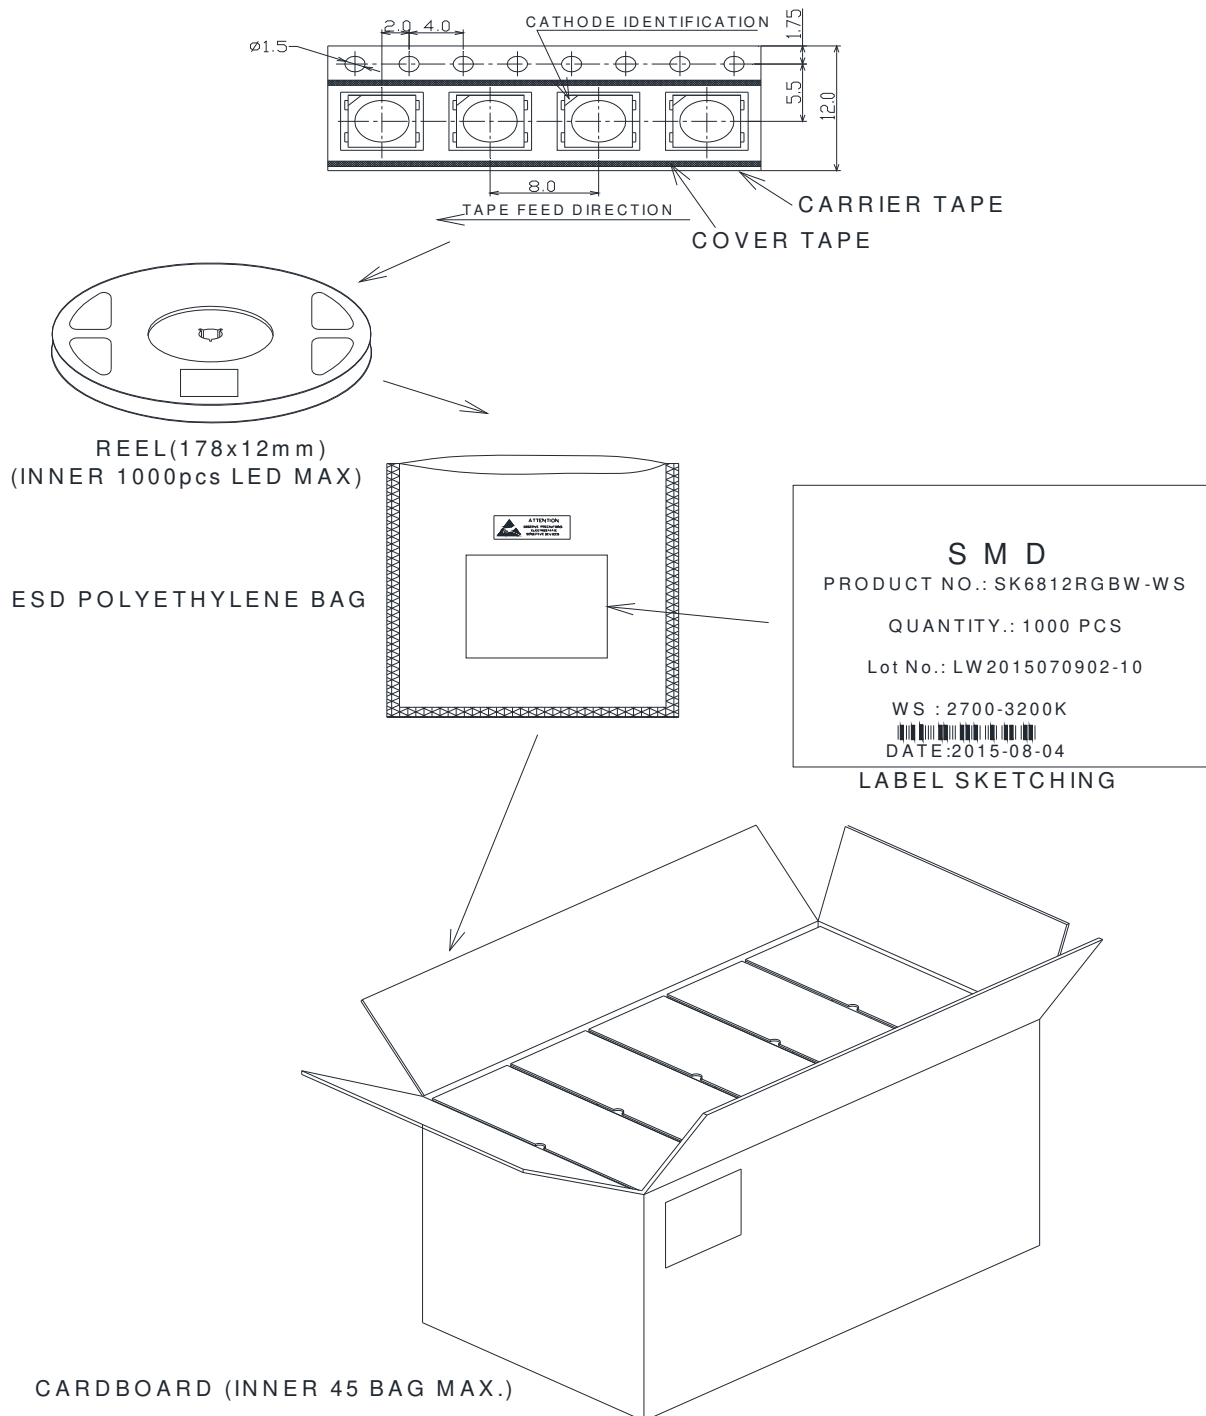 2.0 4.0
CATHODE IDENTIFICATION
1.75
Ø1.5
5.5
12.0
8.0
TAPE FEED DIRECTION
CARRIER TAPE
COVER TAPE
REEL(178x12mm)
(INNER 1000pcs LED MAX)
ATTENTION
ESD POLYETHYLENE BAG
SMD
PRODUCT NO.: SK6812RGBW-WS
QUANTITY.: 1000 PCS
Lot No.: LW2015070902-10
WS : 2700-3200K
DATE:2015-08-04
LABEL SKETCHING
CARDBOARD (INNER 45 BAG MAX.)